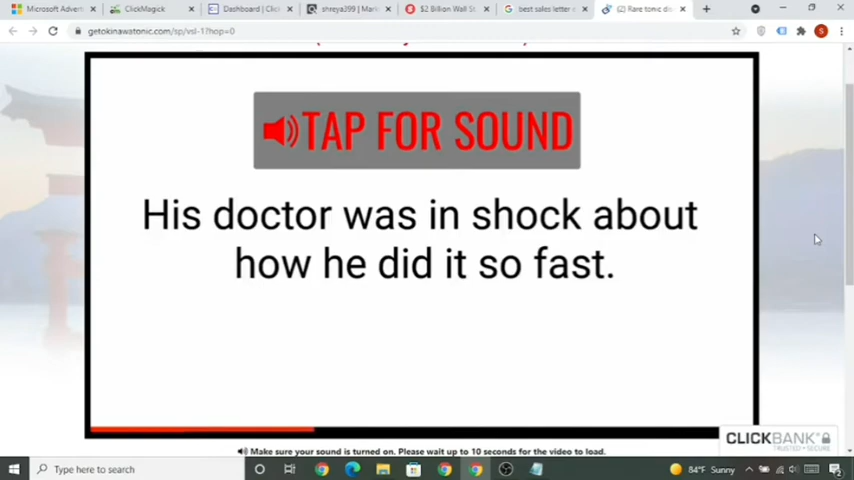 Microsoft Advert
ClickMagick
Dashboard | Click
shreya399 | Mark
$2 Billion Wall St
best sales letter e
(2) Rare tonic dis
getokinawatonic.com/sp/vsl-1?hop=0
TAP FOR SOUND
His doctor was in shock about
how he did it so fast.
CLICKBANK
TRUSTED • SECURE
Make sure your sound is turned on. Please wait up to 10 seconds for the video to load.
Type here to search
84°F Sunny